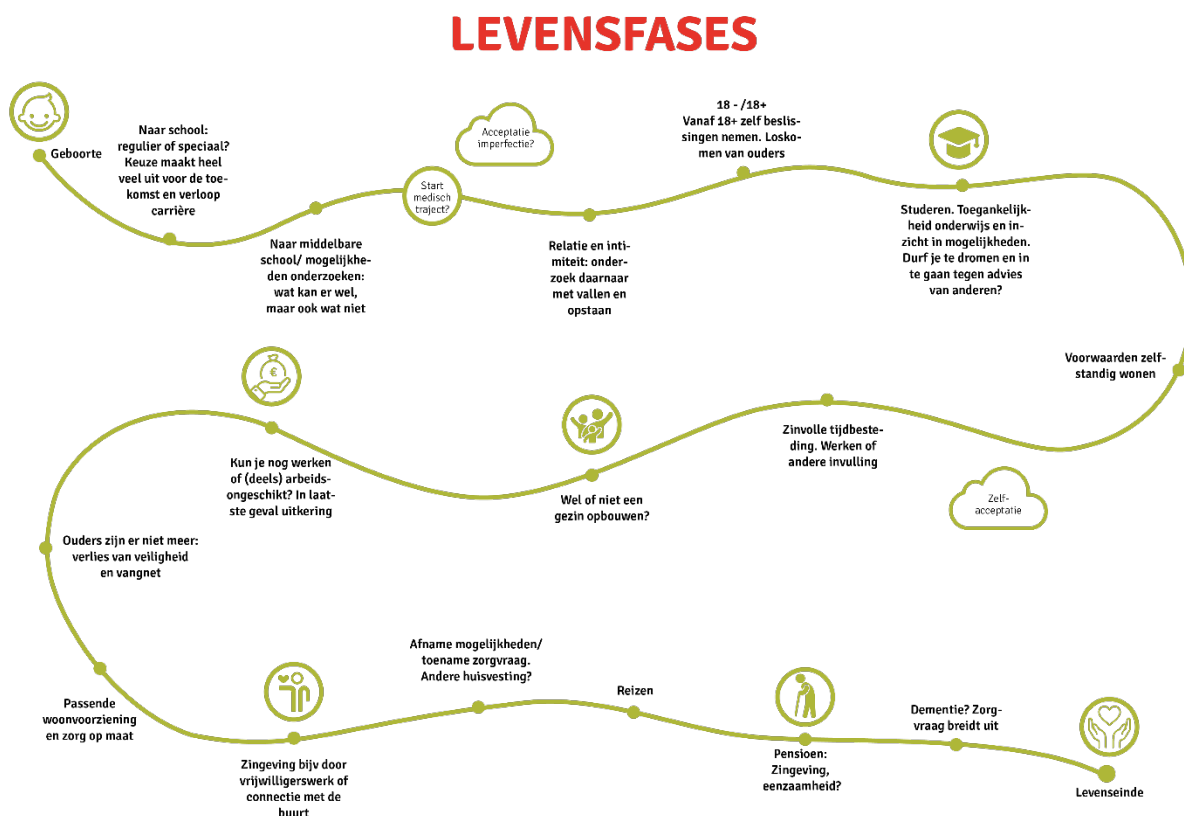 LEVENSFASES
Geboorte
Naar school:
regulier of speciaal?
Keuze maakt heel
veel uit voor de toe-
komst en verloop
carrière
Naar middelbare
school/ mogelijkhe-
den onderzoeken:
wat kan er wel,
maar ook wat niet
Start
medisch
traject?
Acceptatie
imperfectie?
Relatie en inti-
miteit: onder-
zoek daarnaar
met vallen en
opstaan
18 - /18+
Vanaf 18+ zelf beslis-
singen nemen. Losko-
men van ouders
Studeren. Toegankelijk-
heid onderwijs en in-
zicht in mogelijkheden.
Durf je te dromen en in
te gaan tegen advies
van anderen?
Voorwaarden zelf-
standig wonen
Zelf-
acceptatie
Zinvolle tijdbeste-
ding. Werken of
andere invulling
Wel of niet een
gezin opbouwen?
€
Kun je nog werken
of (deels) arbeids-
ongeschikt? In laat-
ste geval uitkering
Ouders zijn er niet meer:
verlies van veiligheid
en vangnet
Passende
woonvoorziening
en zorg op maat
Zingeving bijv door
vrijwilligerswerk of
connectie met de
buurt
Afname mogelijkheden/
toename zorgvraag.
Andere huisvesting?
Reizen
Pensioen:
Zingeving,
eenzaamheid?
Dementie? Zorg-
vraag breidt uit
Levenseinde